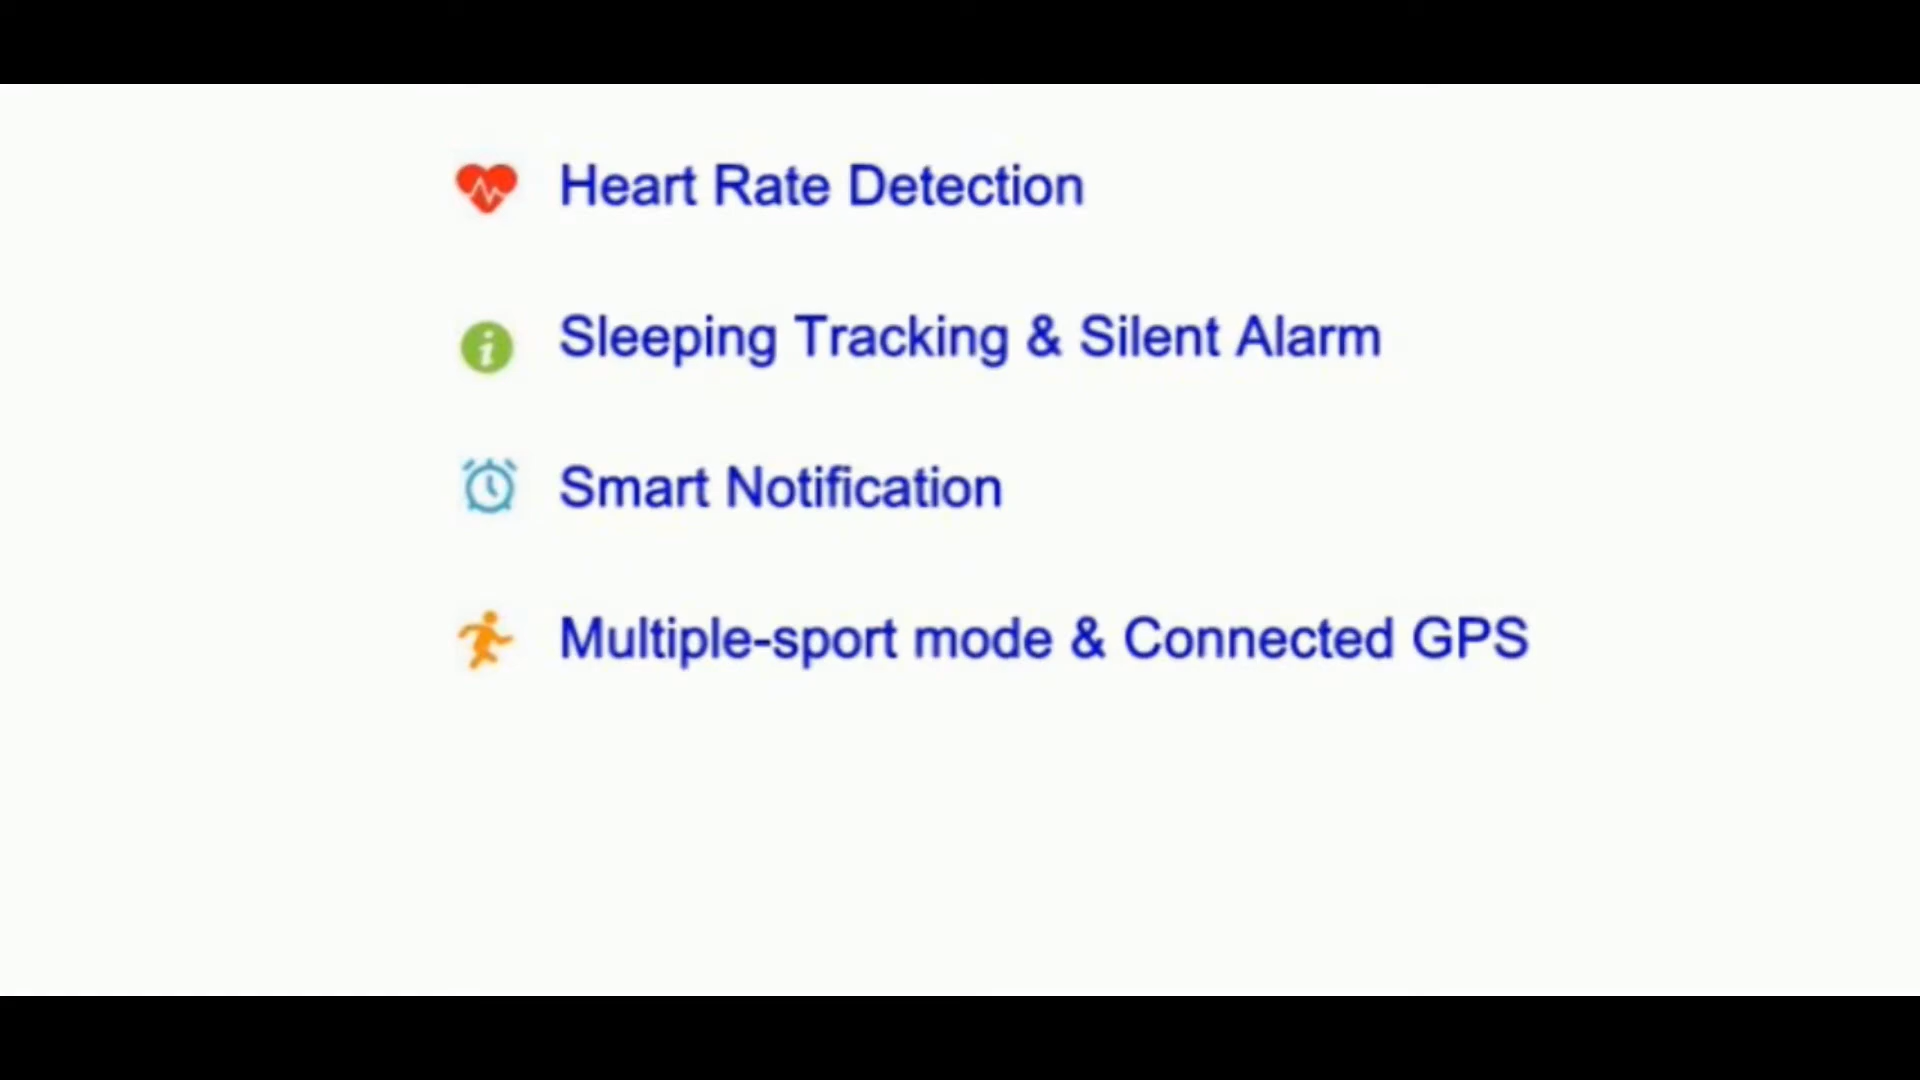 Heart Rate Detection
Sleeping Tracking & Silent Alarm
Smart Notification
Multiple-sport mode & Connected GPS